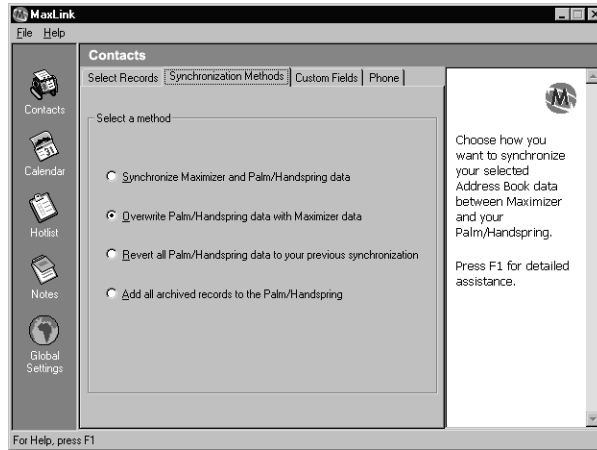 MaxLink
File Help
Contacts
Select Records Synchronization Methods Custom Fields Phone
Contacts
Calendar
Hotlist
Notes
Global
Settings
Select a method
Synchronize Maximizer and Palm/Handspring data
Overwrite Palm/Handspring data with Maximizer data
Revert all Palm/Handspring data to your previous synchronization
Add all archived records to the Palm/Handspring
M
Choose how you
want to synchronize
your selected
Address Book data
between Maximizer
and your
Palm/Handspring.
Press F1 for detailed
assistance.
For Help, press F1